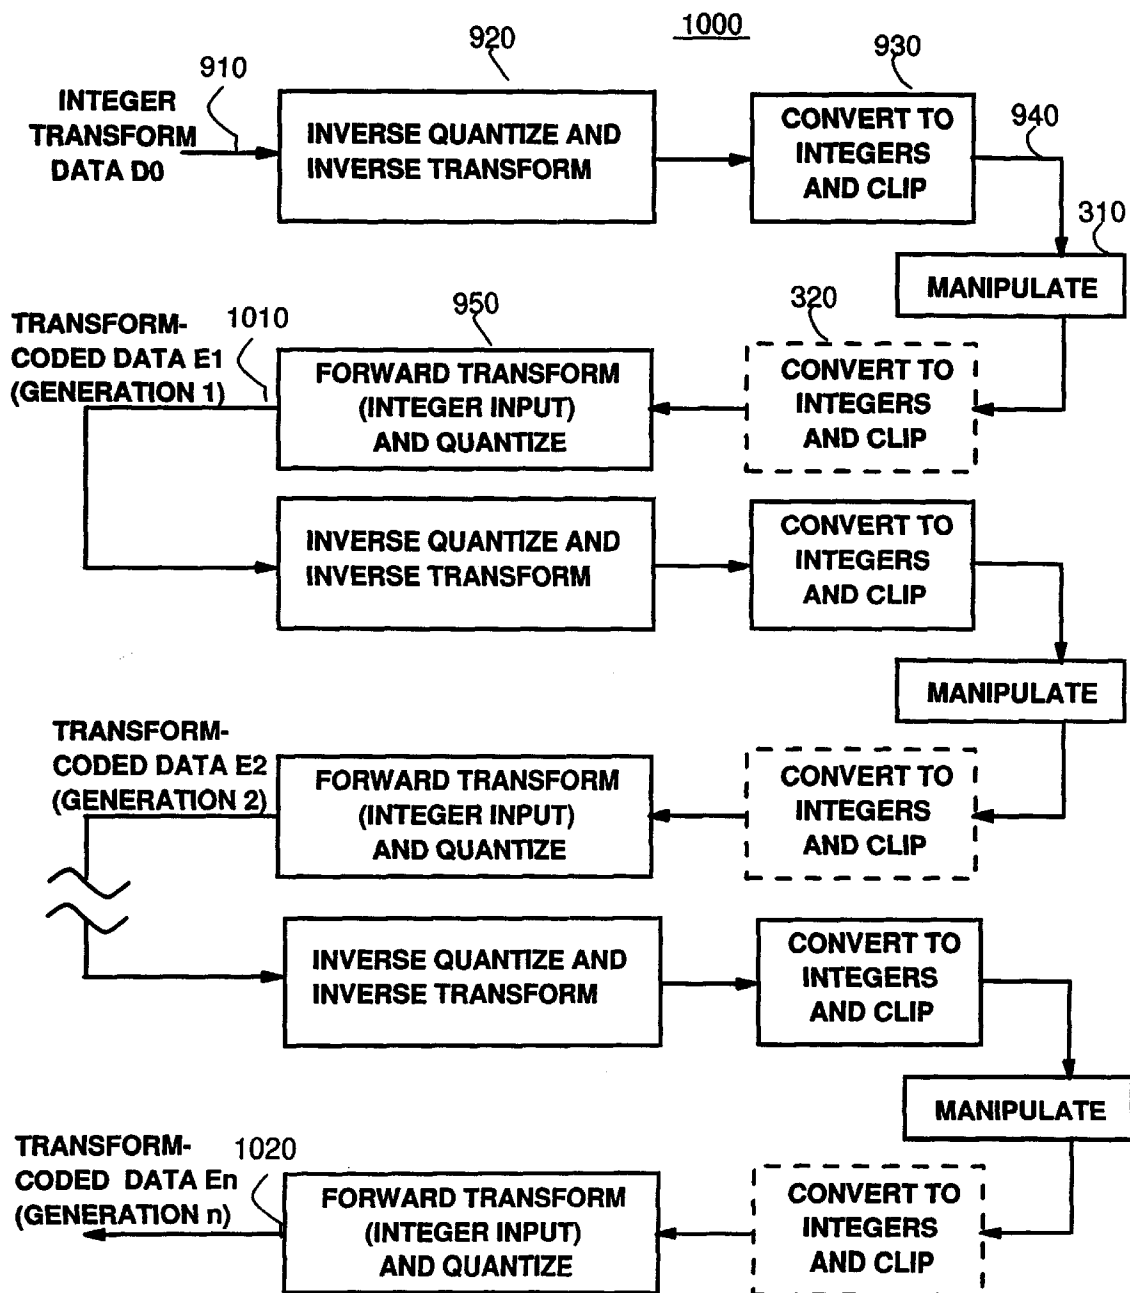 1000
920
930
910
940
INTEGER
TRANSFORM
DATA D0
INVERSE QUANTIZE AND
INVERSE TRANSFORM
CONVERT TO
INTEGERS
AND CLIP
310
MANIPULATE
TRANSFORM-
CODED DATA E1
(GENERATION 1)
1010
950
320
FORWARD TRANSFORM
(INTEGER INPUT)
AND QUANTIZE
CONVERT TO
INTEGERS
AND CLIP
INVERSE QUANTIZE AND
INVERSE TRANSFORM
CONVERT TO
INTEGERS
AND CLIP
MANIPULATE
TRANSFORM-
CODED DATA E2
(GENERATION 2)
FORWARD TRANSFORM
(INTEGER INPUT)
AND QUANTIZE
CONVERT TO
INTEGERS
AND CLIP
INVERSE QUANTIZE AND
INVERSE TRANSFORM
CONVERT TO
INTEGERS
AND CLIP
MANIPULATE
TRANSFORM-
CODED DATA En
(GENERATION n)
1020
FORWARD TRANSFORM
(INTEGER INPUT)
AND QUANTIZE
CONVERT TO
INTEGERS
AND CLIP